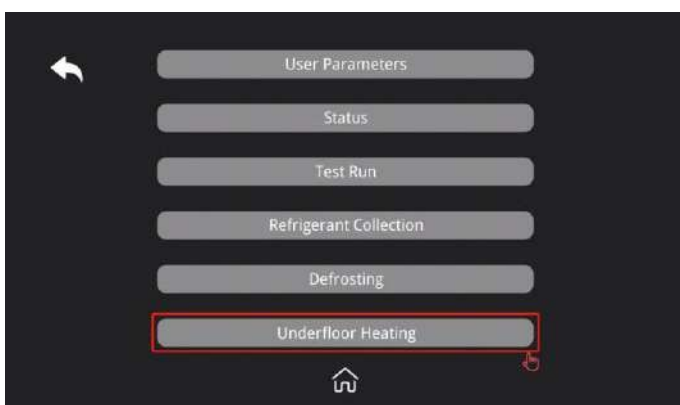 User Parameters
Status
Test Run
Refrigerant Collection
Defrosting
Underfloor Heating